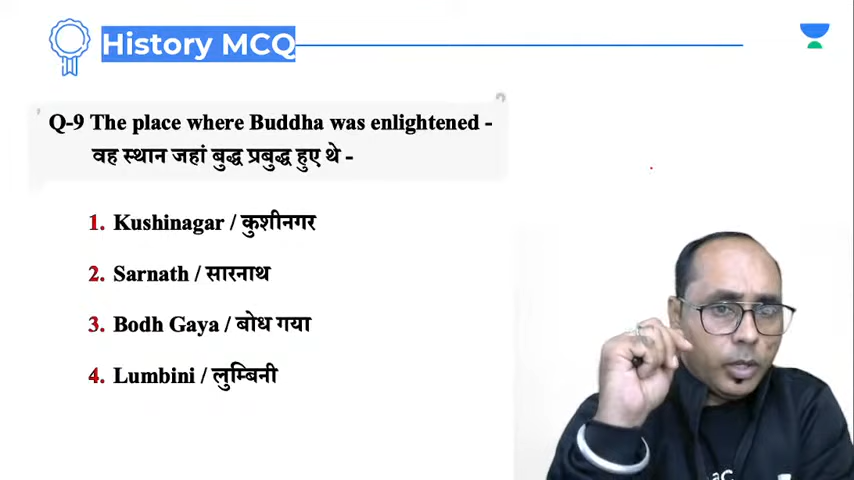 History MCQ
Q-9 The place where Buddha was enlightened -
वह स्थान जहां बुद्ध प्रबुद्ध हुए थे -
1. Kushinagar / कुशीनगर
2. Sarnath / सारनाथ
3. Bodh Gaya / बोध गया
4. Lumbini / लुम्बिनी